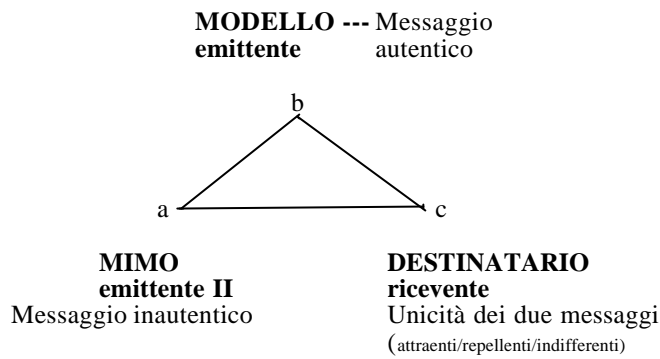 MODELLO --- Messaggio
emittente autentico
b
a
c
MIMO
emittente II
Messaggio inautentico
DESTINATARIO
ricevente
Unicità dei due messaggi
(attraenti/repellenti/indifferenti)